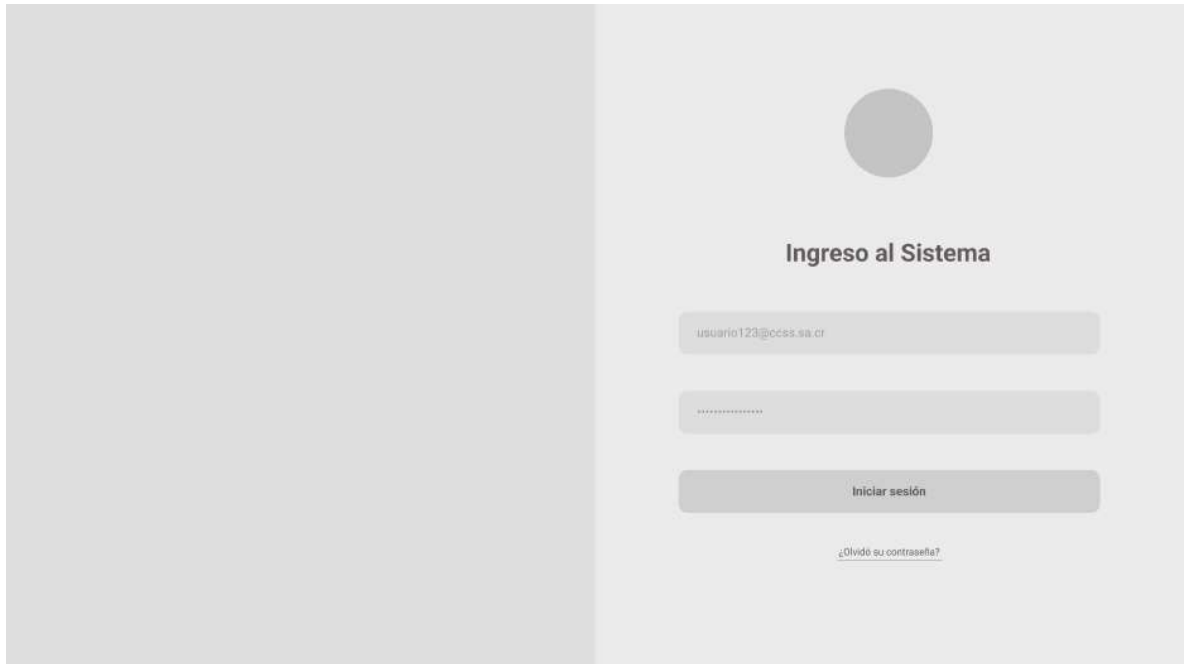 Ingreso al Sistema
usuario123@ccss.sa.cr
••••••••••••••••
Iniciar sesión
¿Olvidó su contraseña?